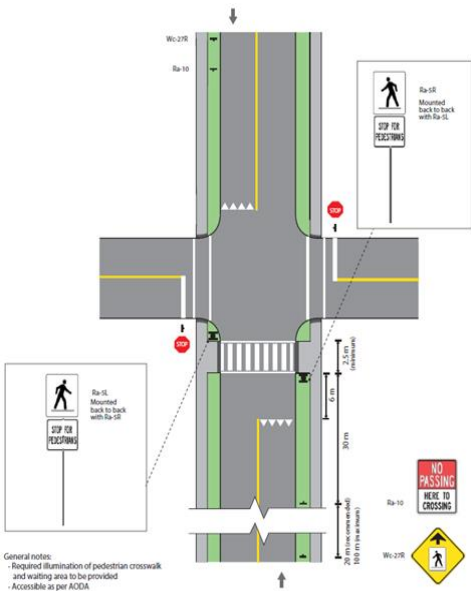 Wc-27R
Ra-10
Ra-5R
Mounted
back to back
with Ra-5L
STOP FOR
PEDESTRIANS
STOP
STOP
2.5 m
(minimum)
6 m
30 m
Ra-5L
Mounted
back to back
with Ra-5R
STOP FOR
PEDESTRIANS
20 m (recommended)
100 m (maximum)
Ra-10
NO
PASSING
HERE TO
CROSSING
Wc-27R
General notes:
- Required illumination of pedestrian crosswalk
and waiting area to be provided
- Accessible as per AODA